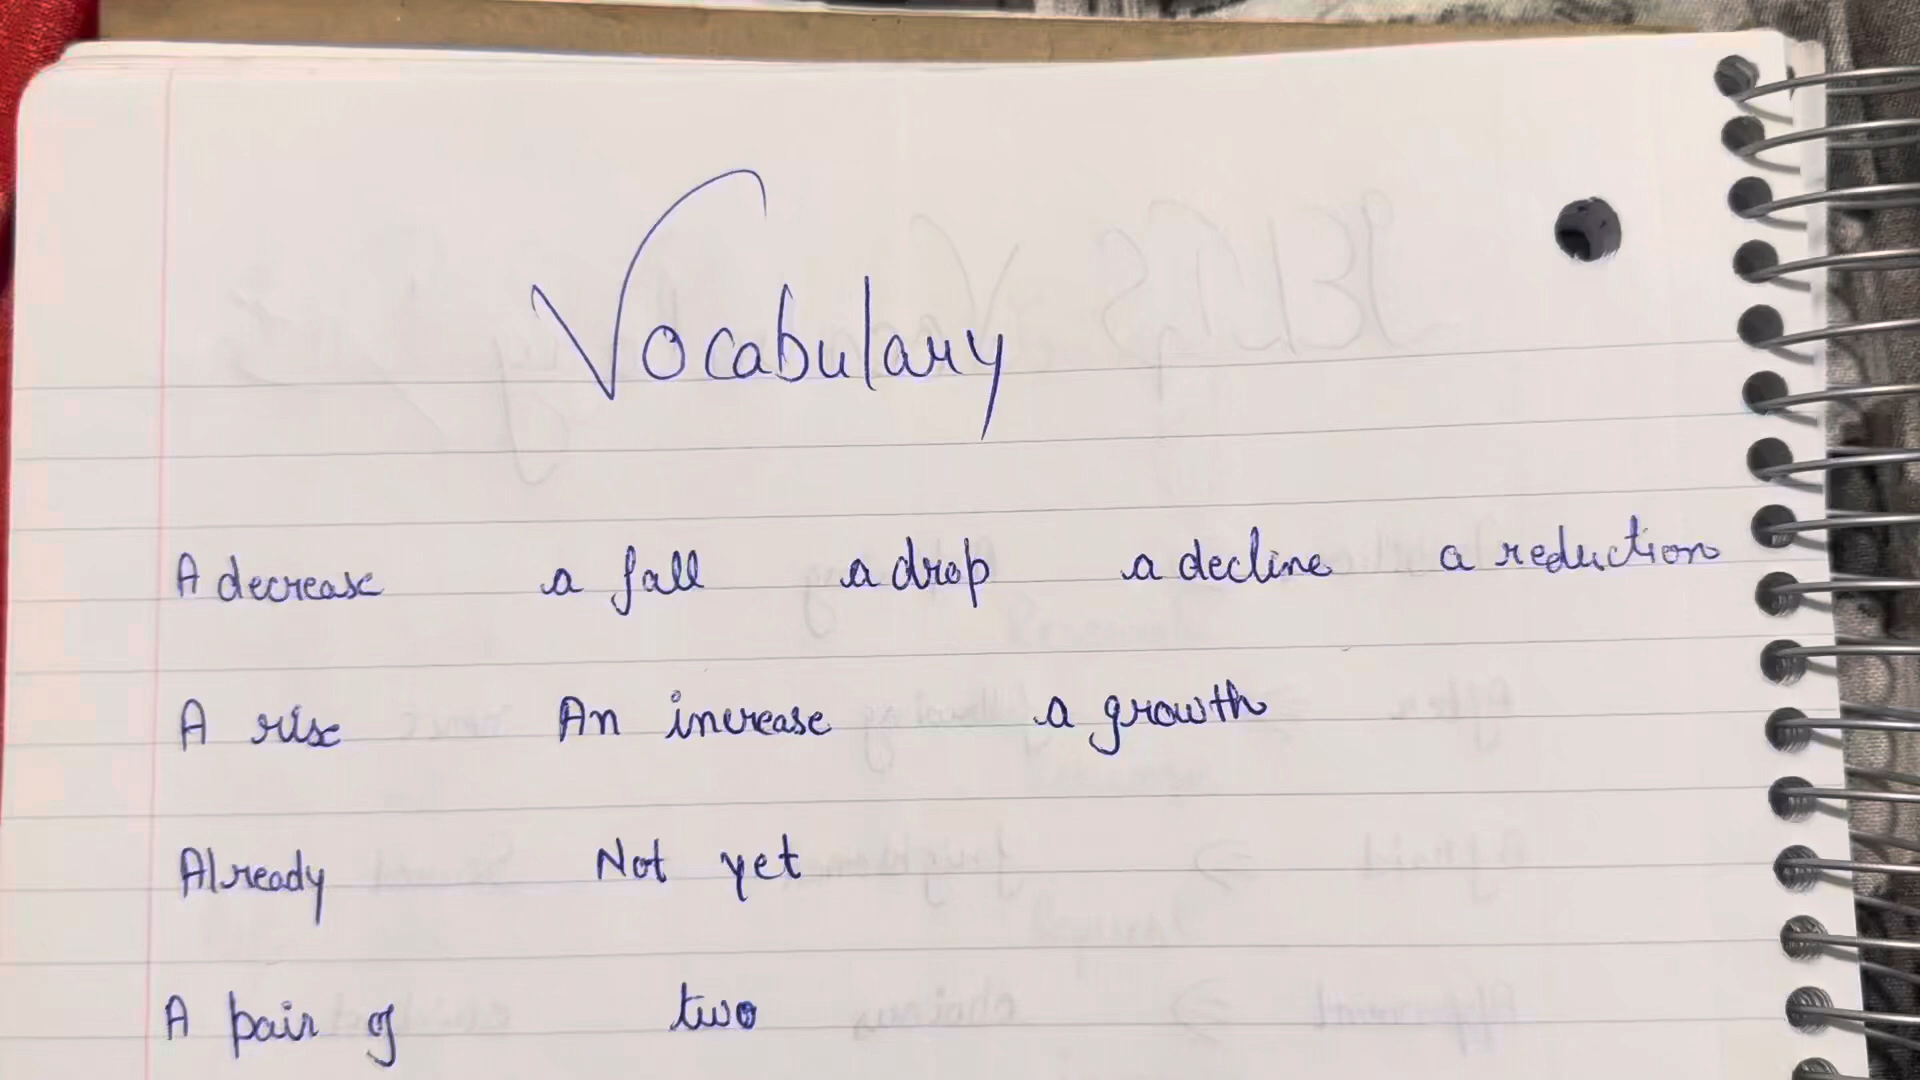 Vocabulary
A decrease a fall a drop a decline a reduction
A rise An increase a growth
Already Not yet
A pair of two